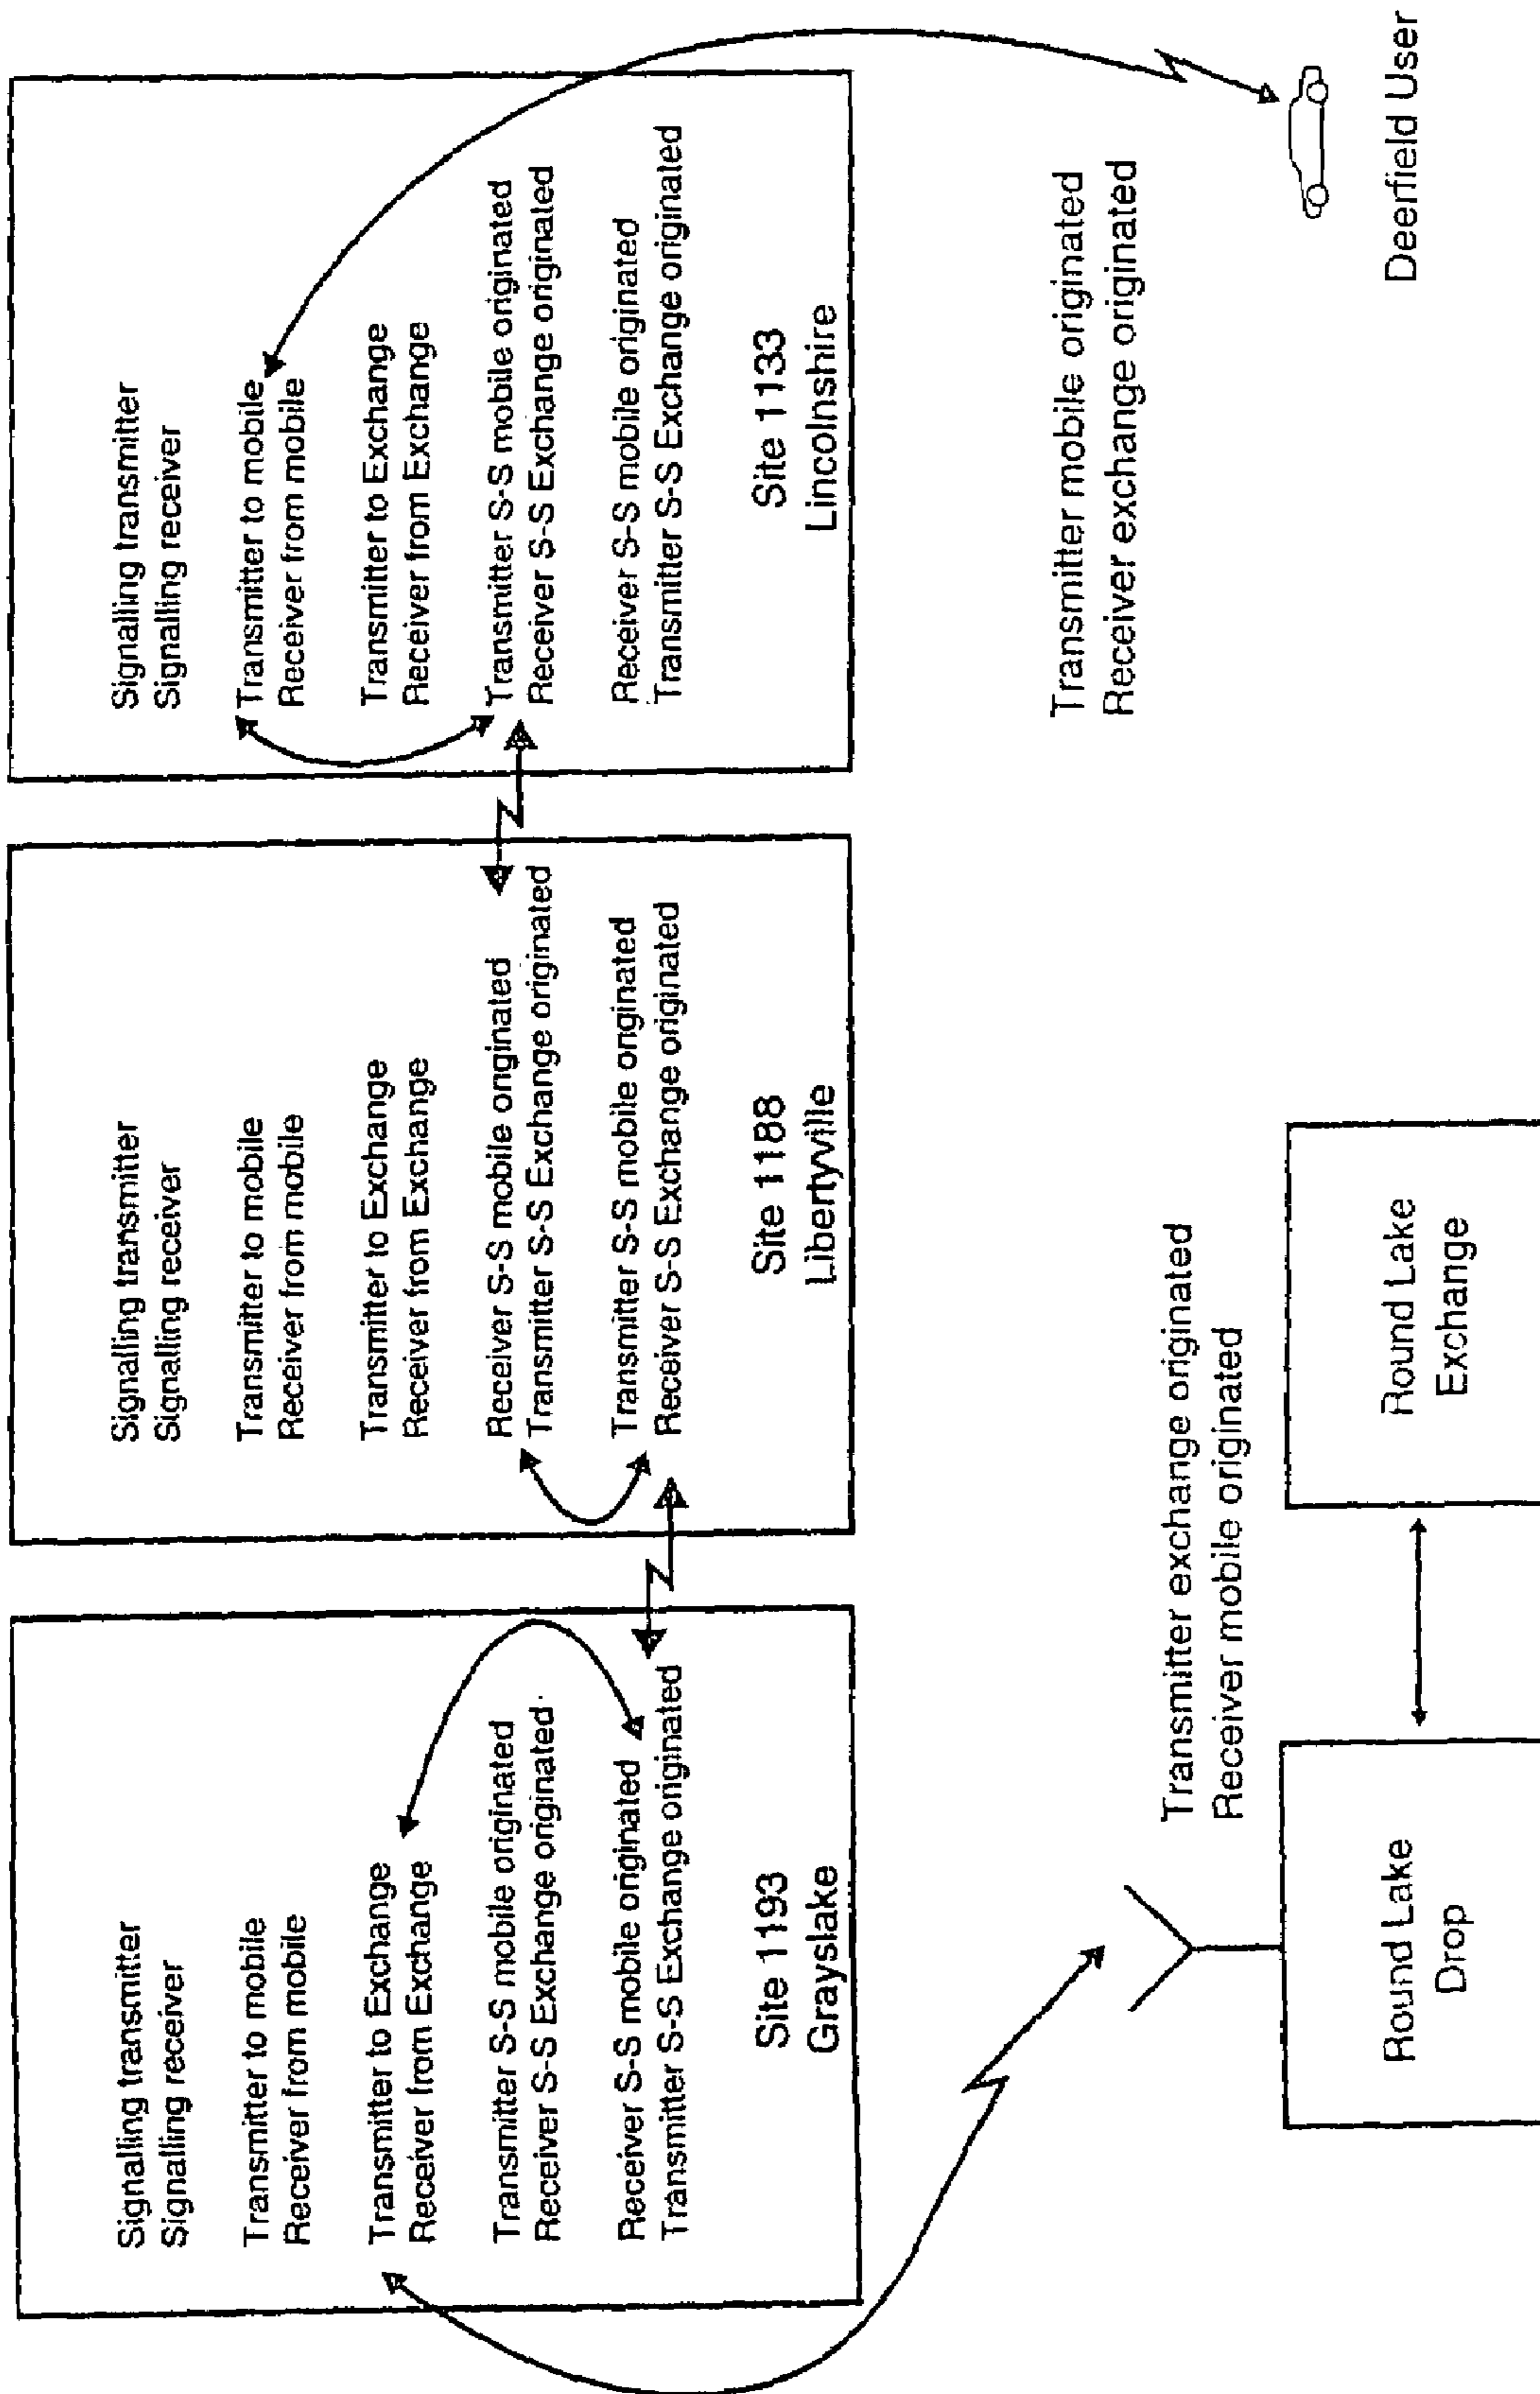 Signalling transmitter
Signalling receiver
Transmitter to mobile
Receiver from mobile
Transmitter to Exchange
Receiver from Exchange
Transmitter S-S mobile originated
Receiver S-S Exchange originated
Receiver S-S mobile originated
Transmitter S-S Exchange originated
Site 1193
Grayslake
Signalling transmitter
Signalling receiver
Transmitter to mobile
Receiver from mobile
Transmitter to Exchange
Receiver from Exchange
Receiver S-S mobile originated
Transmitter S-S Exchange originated
Transmitter S-S mobile originated
Receiver S-S Exchange originated
Site 1188
Libertyville
Signalling transmitter
Signalling receiver
Transmitter to mobile
Receiver from mobile
Transmitter to Exchange
Receiver from Exchange
Transmitter S-S mobile originated
Receiver S-S Exchange originated
Receiver S-S mobile originated
Transmitter S-S Exchange originated
Site 1133
Lincolnshire
Transmitter exchange originated
Receiver mobile originated
Round Lake
Drop
Round Lake
Exchange
Transmitter mobile originated
Receiver exchange originated
Deerfield User